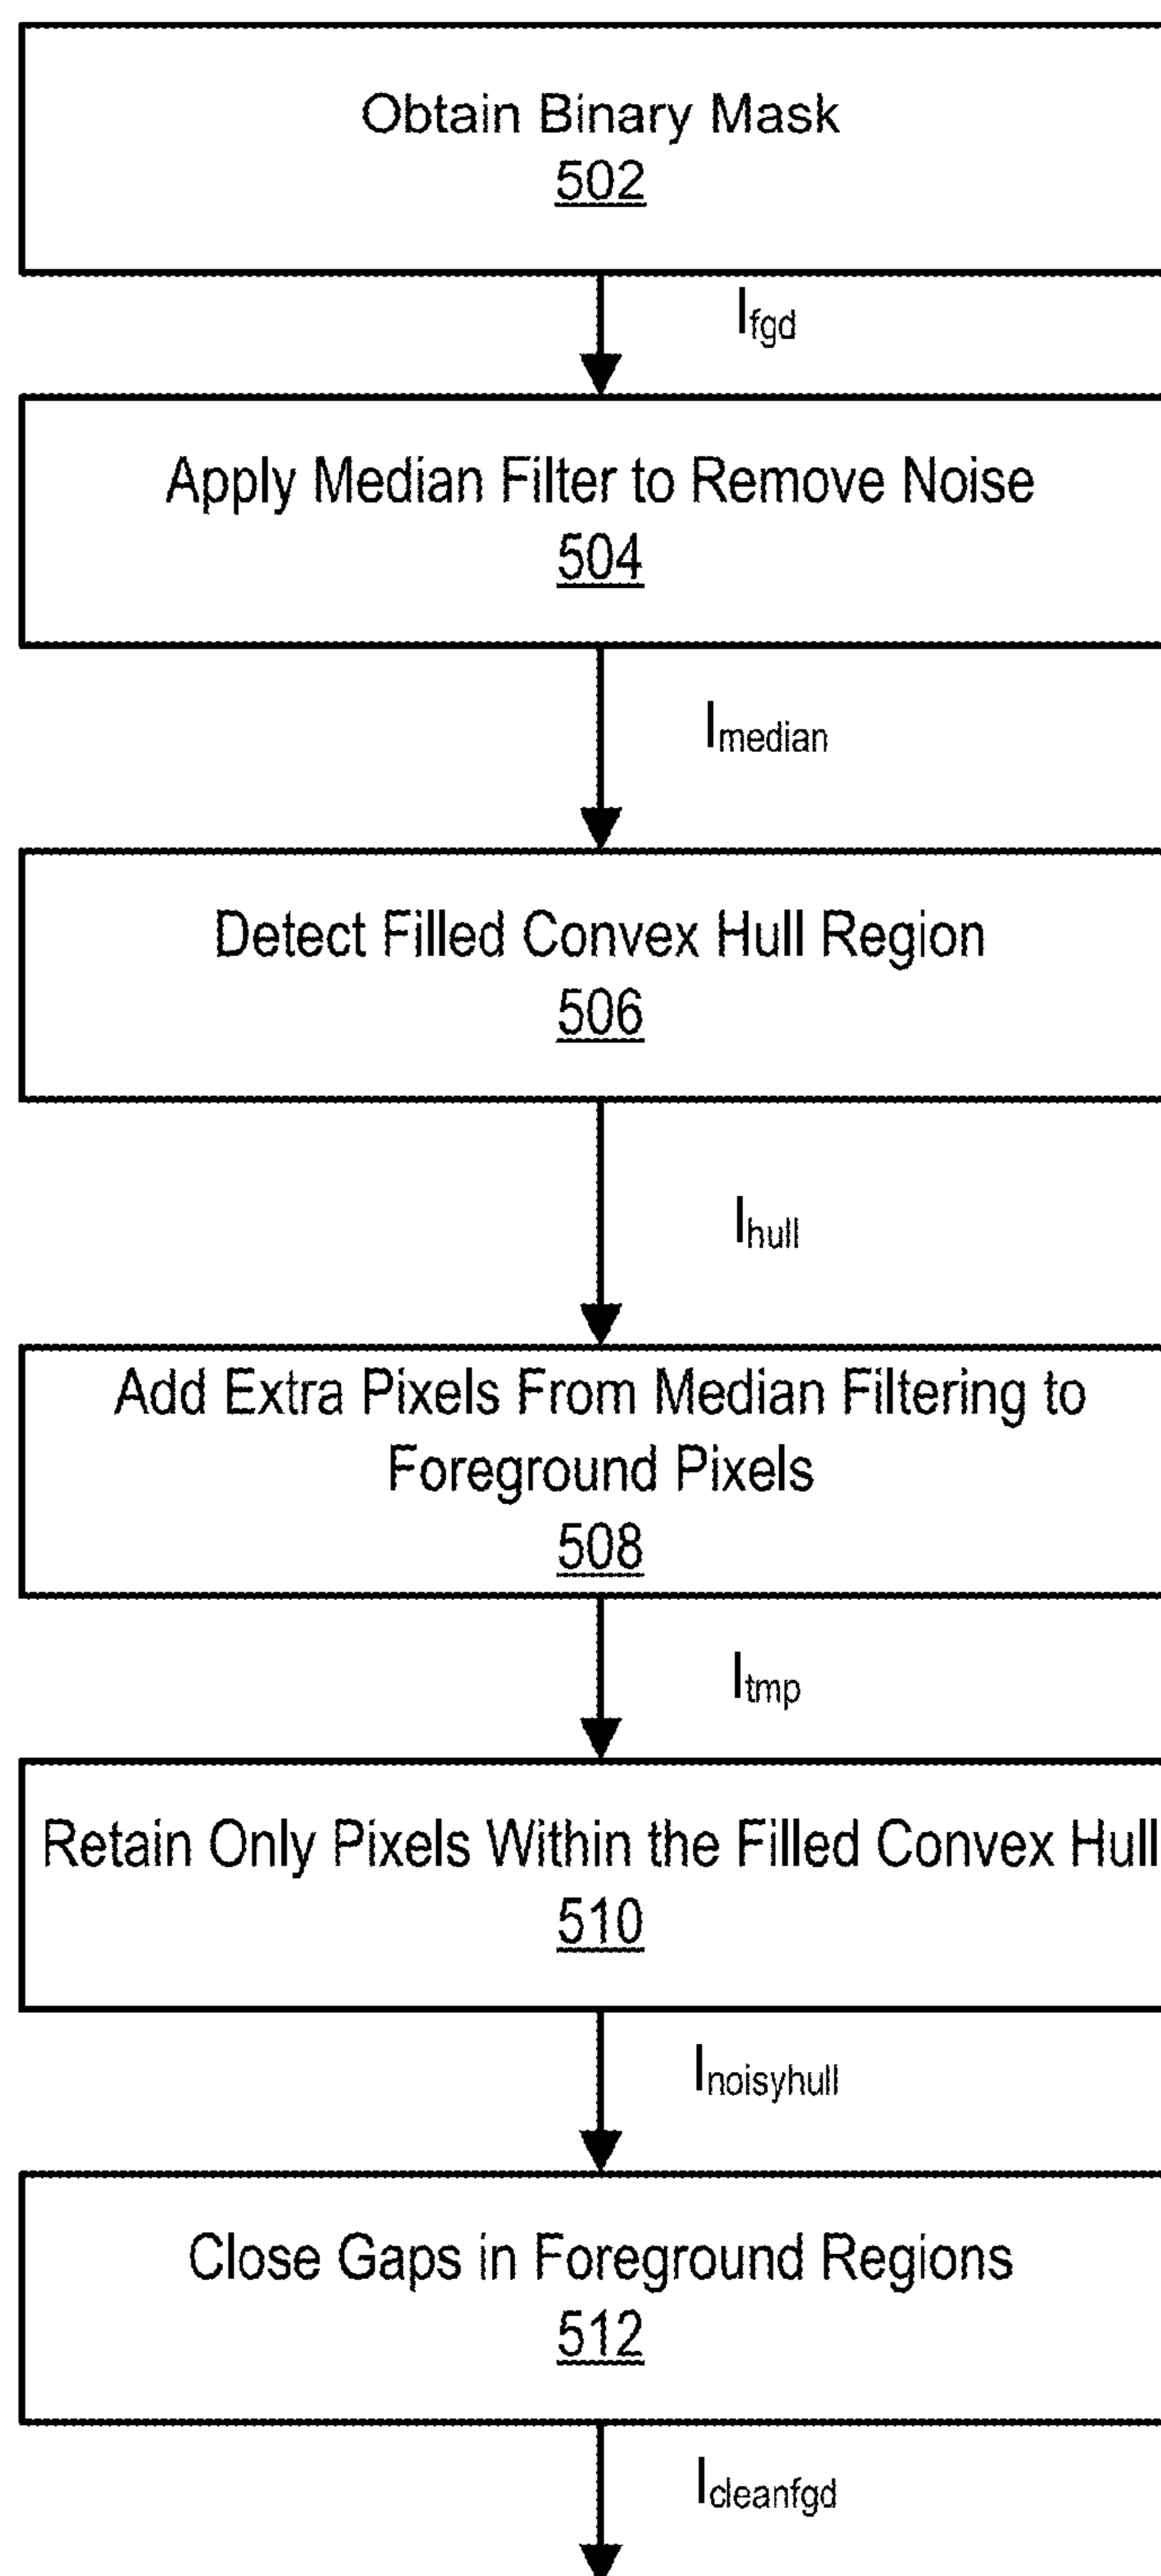 Obtain Binary Mask
502
Ifgd
Apply Median Filter to Remove Noise
504
Imedian
Detect Filled Convex Hull Region
506
Ihull
Add Extra Pixels From Median Filtering to
Foreground Pixels
508
Itmp
Retain Only Pixels Within the Filled Convex Hull
510
Inoisyhull
Close Gaps in Foreground Regions
512
Icleanfgd